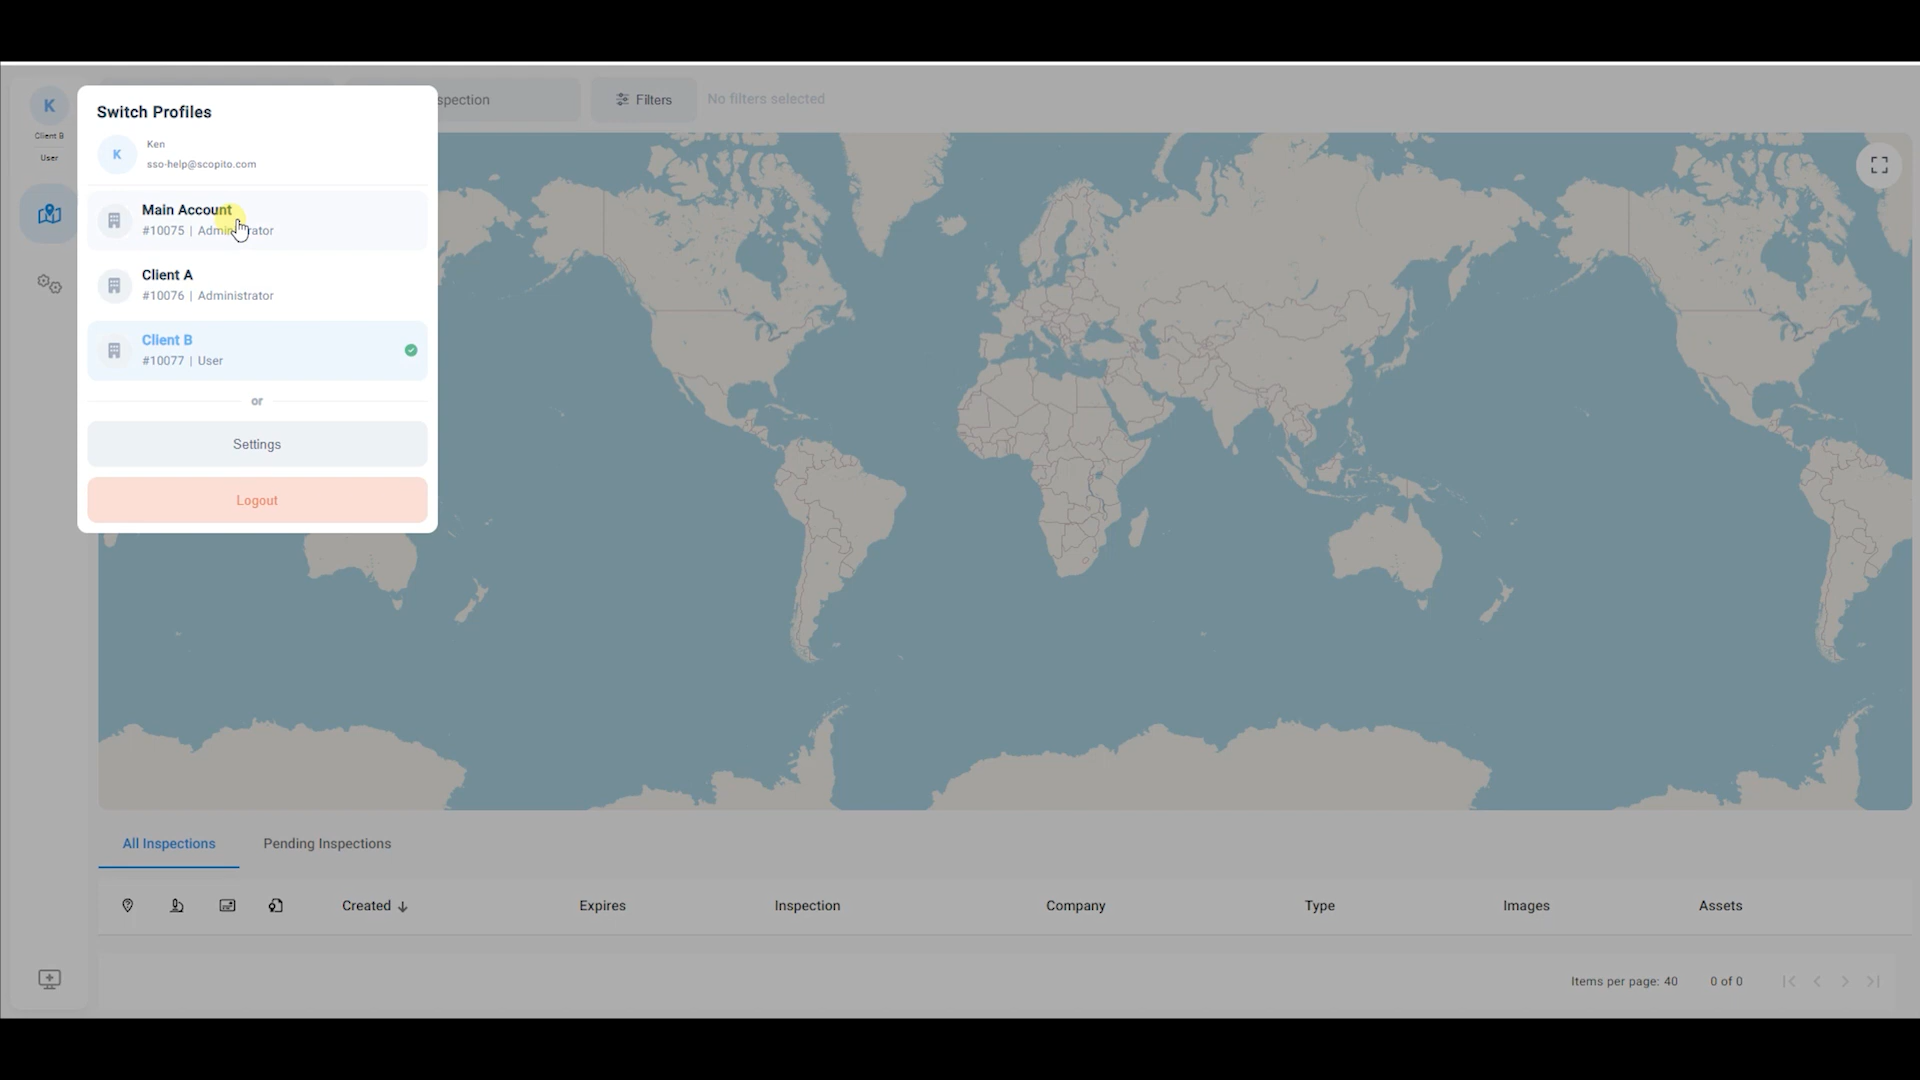 K
Client B
User
Switch Profiles
K
Ken
sso-help@scopito.com
Main Account
#10075 | Administrator
Client A
#10076 | Administrator
Client B
#10077 | User
or
Settings
Logout
spection
Filters
No filters selected
All Inspections
Pending Inspections
Created
Expires
Inspection
Company
Type
Images
Assets
Items per page: 40
0 of 0